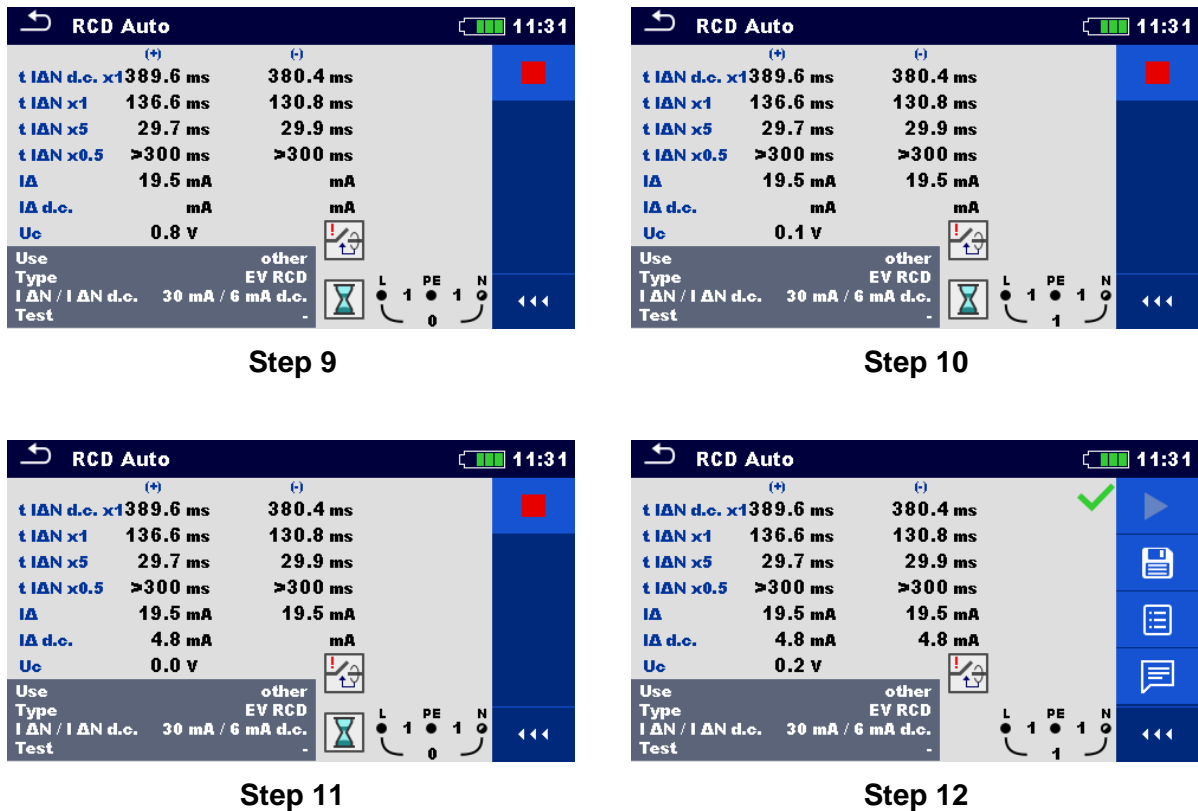 RCD Auto 11:31
(+) (-)
t IΔN d.c. x1 389.6 ms 380.4 ms
t IΔN x1 136.6 ms 130.8 ms
t IΔN x5 29.7 ms 29.9 ms
t IΔN x0.5 >300 ms >300 ms
IΔ 19.5 mA mA
IΔ d.c. mA mA
Uc 0.8 V
Use other
Type EV RCD
I ΔN / I ΔN d.c. 30 mA / 6 mA d.c.
Test -
L PE N
1 1
0
Step 9
RCD Auto 11:31
(+) (-)
t IΔN d.c. x1 389.6 ms 380.4 ms
t IΔN x1 136.6 ms 130.8 ms
t IΔN x5 29.7 ms 29.9 ms
t IΔN x0.5 >300 ms >300 ms
IΔ 19.5 mA 19.5 mA
IΔ d.c. mA mA
Uc 0.1 V
Use other
Type EV RCD
I ΔN / I ΔN d.c. 30 mA / 6 mA d.c.
Test -
L PE N
1 1
1
Step 10
RCD Auto 11:31
(+) (-)
t IΔN d.c. x1 389.6 ms 380.4 ms
t IΔN x1 136.6 ms 130.8 ms
t IΔN x5 29.7 ms 29.9 ms
t IΔN x0.5 >300 ms >300 ms
IΔ 19.5 mA 19.5 mA
IΔ d.c. 4.8 mA mA
Uc 0.0 V
Use other
Type EV RCD
I ΔN / I ΔN d.c. 30 mA / 6 mA d.c.
Test -
L PE N
1 1
0
Step 11
RCD Auto 11:31
(+) (-)
t IΔN d.c. x1 389.6 ms 380.4 ms
t IΔN x1 136.6 ms 130.8 ms
t IΔN x5 29.7 ms 29.9 ms
t IΔN x0.5 >300 ms >300 ms
IΔ 19.5 mA 19.5 mA
IΔ d.c. 4.8 mA 4.8 mA
Uc 0.2 V
Use other
Type EV RCD
I ΔN / I ΔN d.c. 30 mA / 6 mA d.c.
Test -
L PE N
1 1
1
Step 12